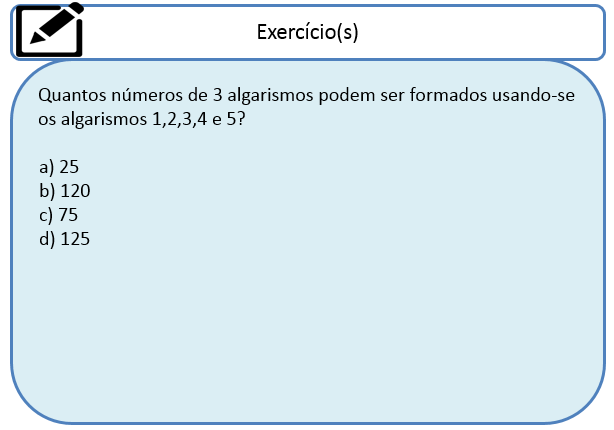 Exercício(s)
Quantos números de 3 algarismos podem ser formados usando-se
os algarismos 1,2,3,4 e 5?
a) 25
b) 120
c) 75
d) 125